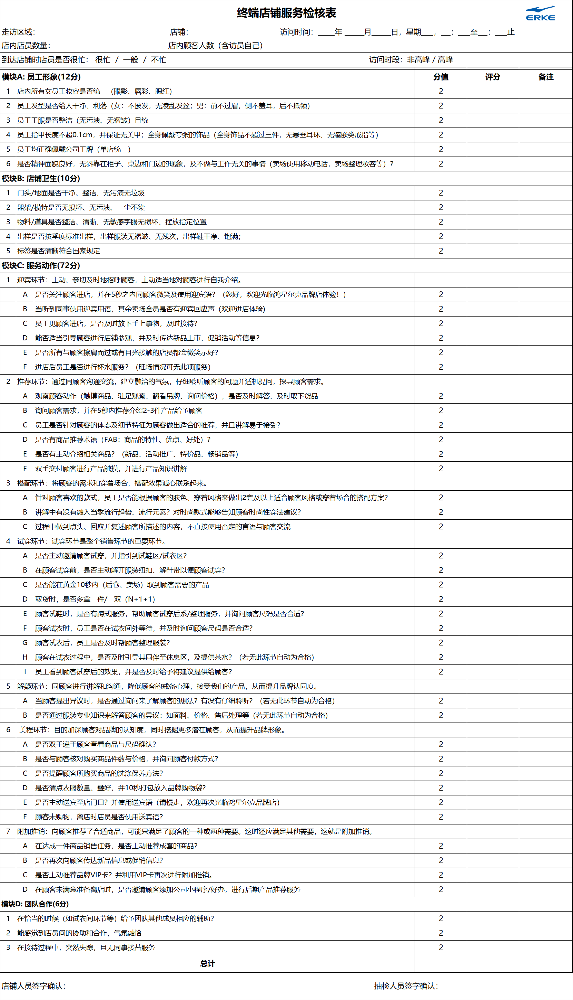 终端店铺服务检核表
ERKE
走访区域： 店铺： 访问时间：____年 _____月_____日，星期___，__：___至__：___止
店内店员数量：________________ 店内顾客人数（含访员自己）
到达店铺时店员是否很忙： 很忙 / 一般 / 不忙 访问时段：非高峰 / 高峰
模块A: 员工形象(12分) 分值 评分 备注
1 店内所有女员工妆容是否统一（眼影、唇彩、腮红） 2
2 员工发型是否给人干净、利落（女：不披发，无凌乱发丝；男：前不过眉，侧不盖耳，后不抵领） 2
3 员工工服是否整洁（无污渍、无褶皱）且统一 2
4 员工指甲长度不超0.1cm，并保证无美甲；全身佩戴夸张的饰品（全身饰品不超过三件，无悬垂耳环、无镶嵌类戒指等） 2
5 员工均正确佩戴公司工牌（单店统一） 2
6 是否精神面貌良好，无斜靠在柜子、桌边和门边的现象，及不做与工作无关的事情（卖场使用移动电话，卖场整理妆容等）？ 2
模块B: 店铺卫生(10分)
1 门头/地面是否干净、整洁、无污渍无垃圾 2
2 器架/模特是否无损坏、无污渍、一尘不染 2
3 物料/道具是否整洁、清晰、无敏感字眼无损坏、摆放指定位置 2
4 出样是否按季度标准出样，出样服装无褶皱、无残次，出样鞋干净、饱满； 2
5 标签是否清晰符合国家规定 2
模块C: 服务动作(72分)
1 迎宾环节：主动、亲切及时地招呼顾客，主动适当地对顾客进行自我介绍。
A 是否关注顾客进店，并在5秒之内同顾客微笑及使用迎宾语？（您好，欢迎光临鸿星尔克品牌店体验！） 2
B 当听到同事使用迎宾用语，其余卖场全员是否有迎宾回应声（欢迎进店体验) 2
C 员工见顾客进店，是否及时放下手上事物，及时接待？ 2
D 能否适当引导顾客进行店铺参观，并及时传达新品上市、促销活动等信息？ 2
E 是否所有与顾客擦肩而过或有目光接触的店员都会微笑示好？ 2
F 进店后员工是否进行杯水服务？（旺场情况可无此项服务） 2
2 推荐环节：通过同顾客沟通交流，建立融洽的气氛，仔细聆听顾客的问题并适机提问，探寻顾客需求。
A 观察顾客动作（触摸商品、驻足观察、翻看吊牌、询问价格），是否及时解答、及时取下货品 2
B 询问顾客需求，并在5秒内推荐介绍2-3件产品给予顾客 2
C 员工是否针对顾客的体态及细节特征为顾客做出适合的推荐，并且讲解易于接受？ 2
D 是否有商品推荐术语（FAB：商品的特性、优点、好处）？ 2
E 是否有主动介绍相关商品？（新品、活动推广、特价品、畅销品等） 2
F 双手交付顾客进行产品触摸，并进行产品知识讲解 2
3 搭配环节：将顾客的需求和穿着场合，搭配效果诚心联系起来。
A 针对顾客喜欢的款式，员工是否能根据顾客的肤色、穿着风格来做出2套及以上适合顾客风格或穿着场合的搭配方案？ 2
B 讲解中有没有融入当季流行趋势、流行元素？对时尚款式能够告知顾客时尚性穿法建议？ 2
C 过程中做到点头、回应并复述顾客所描述的内容，不直接使用否定的言语与顾客交流 2
4 试穿环节：试穿环节是整个销售环节的重要环节。
A 是否主动邀请顾客试穿，并指引到试鞋区/试衣区？ 2
B 在顾客试穿前，是否主动解开服装纽扣、解鞋带以便顾客试穿？ 2
C 是否能在黄金10秒内（后仓、卖场）取到顾客需要的产品 2
D 取货时，是否多拿一件/一双（N+1+1） 2
E 顾客试鞋时，是否有蹲式服务，帮助顾客试穿后系/整理服务，并询问顾客尺码是否合适？ 2
F 顾客试衣时，员工是否在试衣间外等待，并及时询问顾客尺码是否合适？ 2
G 顾客试衣后，员工是否及时帮顾客整理服装？ 2
H 顾客在试衣过程中，是否及时引导其同伴至休息区，及提供茶水？（若无此环节自动为合格） 2
I 员工看到顾客试穿后的效果，并是否及时给予将建议提供给顾客？ 2
5 解疑环节：同顾客进行讲解和沟通，降低顾客的戒备心理，接受我们的产品，从而提升品牌认同度。
A 当顾客提出异议时，是否通过询问来了解顾客的想法？有没有仔细聆听？（若无此环节自动为合格） 2
B 是否通过服装专业知识来解答顾客的异议：如面料、价格、售后处理等（若无此环节自动为合格） 2
6 美程环节：目的加深顾客对品牌的认知度，同时挖掘更多潜在顾客，从而提升品牌形象。
A 是否双手递于顾客查看商品与尺码确认？ 2
B 是否与顾客核对购买商品件数与价格，并询问顾客付款方式？ 2
C 是否提醒顾客所购买商品的洗涤保养方法？ 2
D 是否清点衣服数量、叠好，并10秒打包放入品牌购物袋？ 2
E 是否主动送宾至店门口？并使用送宾语（请慢走，欢迎再次光临鸿星尔克品牌店） 2
F 顾客未购物，离店时店员是否使用送宾语？ 2
7 附加推销：向顾客推荐了合适商品，可能只满足了顾客的一种或两种需要。这时还应满足其他需要，这就是附加推销。
A 在达成一件商品销售任务，是否主动推荐成套的商品？ 2
B 是否再次向顾客传达新品信息或促销信息？ 2
C 是否主动推荐品牌VIP卡？并利用VIP卡再次进行附加推销。 2
D 在顾客未满意准备离店时，是否邀请顾客添加公司小程序/好办，进行后期产品推荐服务 2
模块D: 团队合作(6分)
1 在恰当的时候（如试衣间环节等）给予团队其他成员相应的辅助？ 2
2 能感觉到店员间的协助和合作，气氛融恰 2
3 在接待过程中，突然失踪，且无同事接替服务 2
总计
店铺人员签字确认： 抽检人员签字确认：